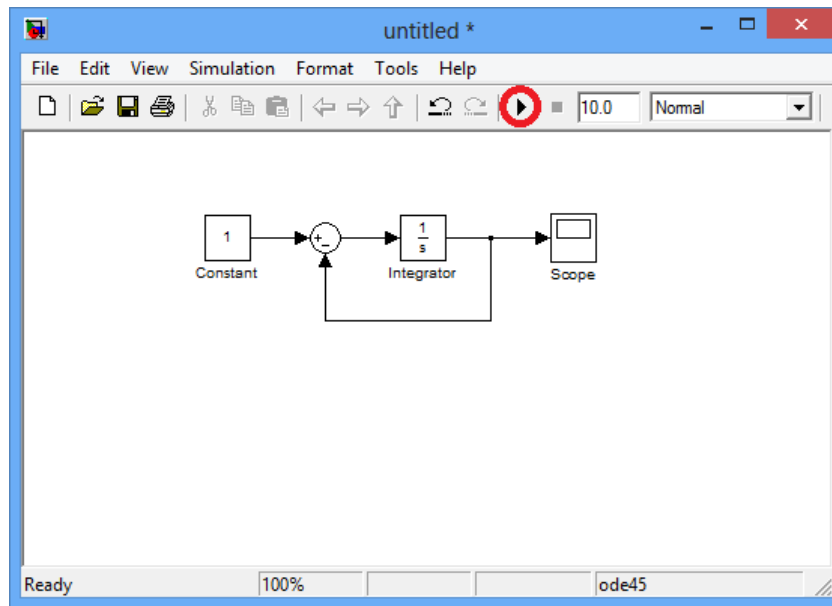 untitled *
File Edit View Simulation Format Tools Help
10.0 Normal
1 + − 1
s
Constant Integrator Scope
Ready 100% ode45